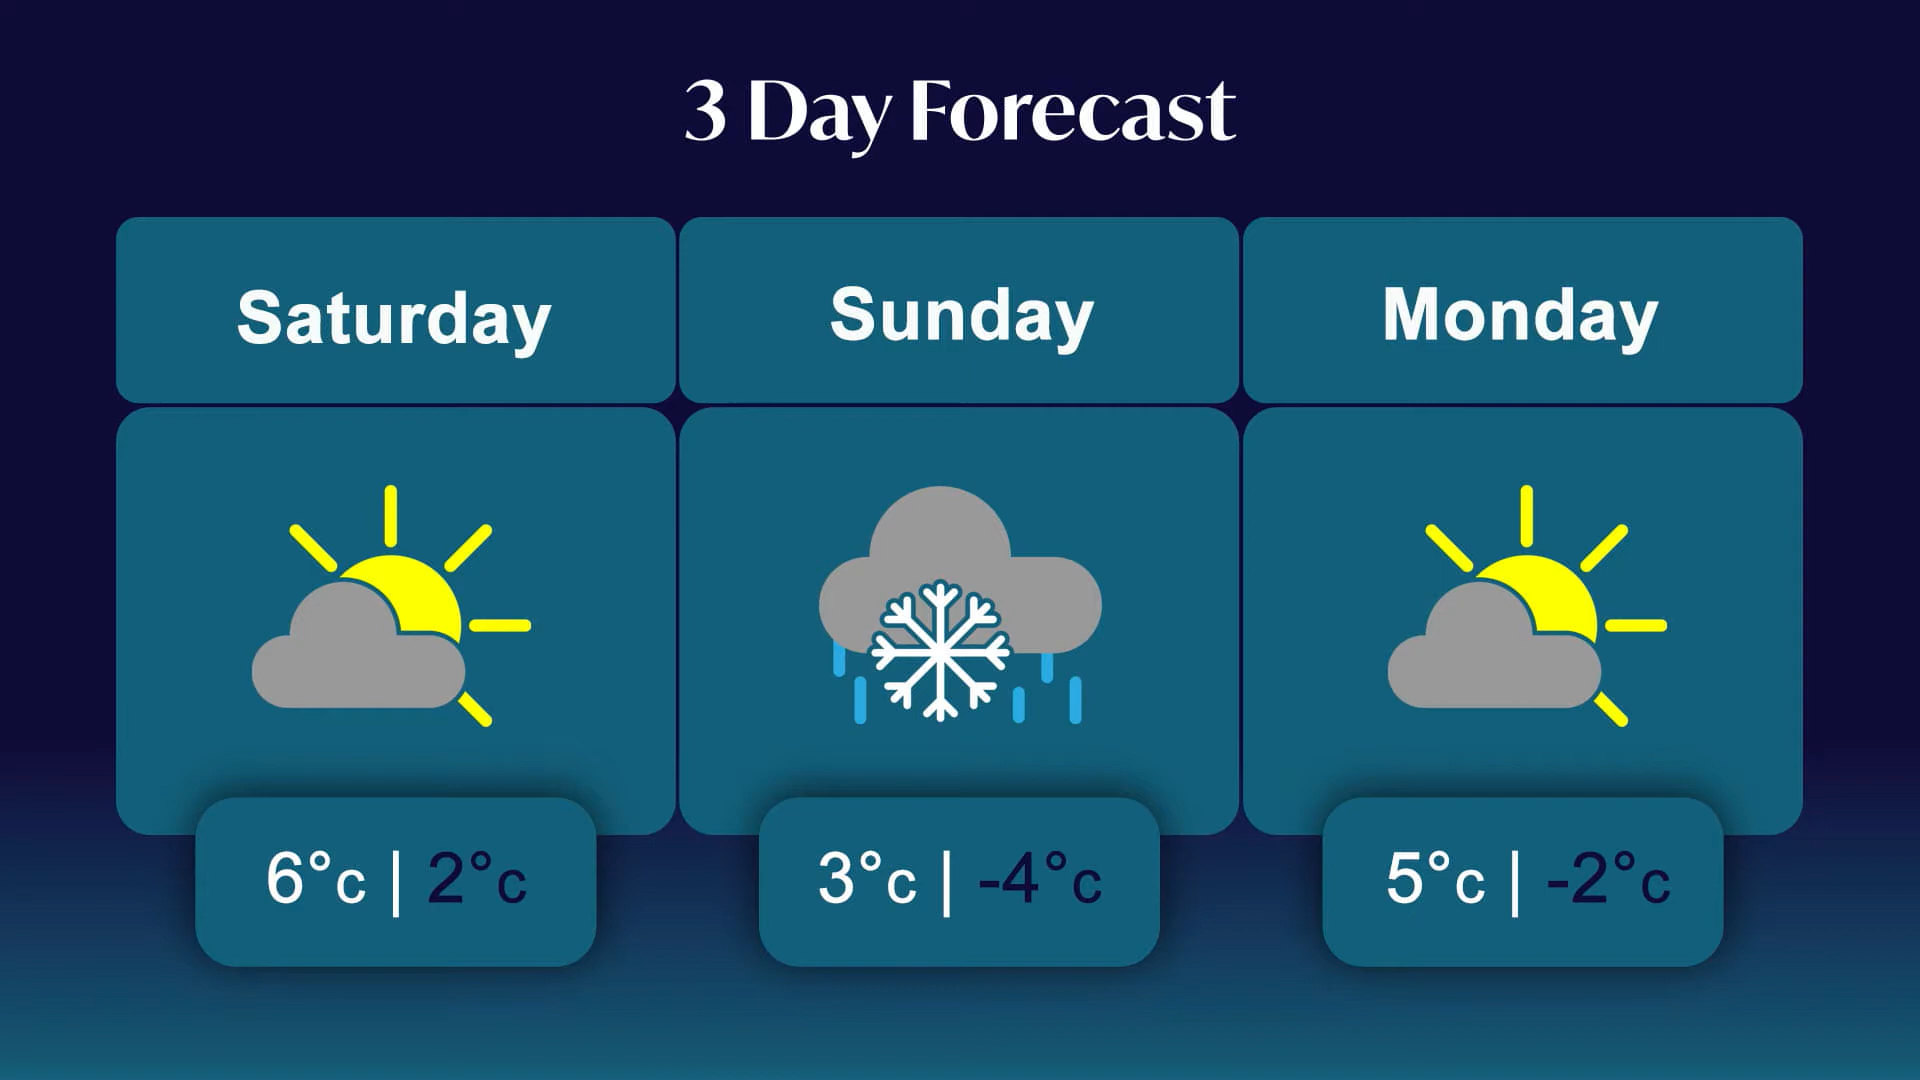 3 Day Forecast
Saturday
Sunday
Monday
6°c | 2°c
3°c | -4°c
5°c | -2°c